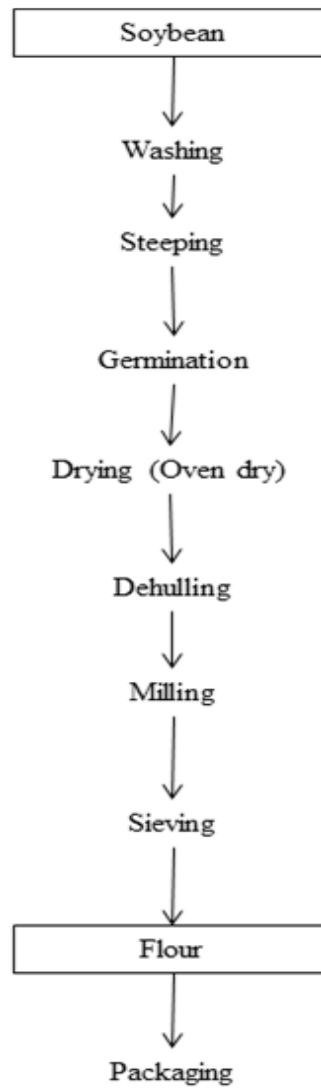 Soybean
Washing
Steeping
Germination
Drying (Oven dry)
Dehulling
Milling
Sieving
Flour
Packaging